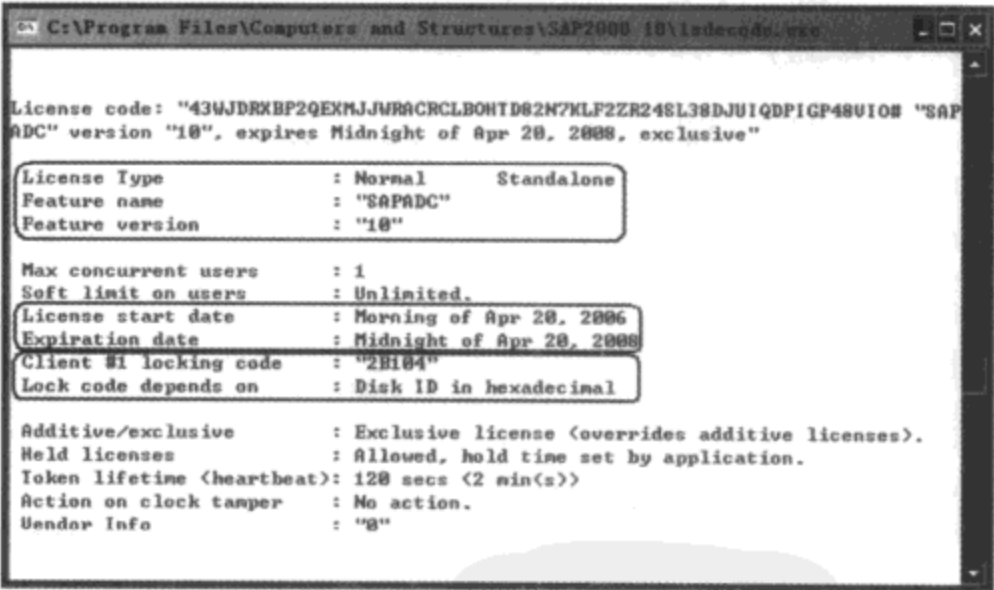 C:\Program Files\Computers and Structures\SAP2000 10\lsdecode.exe
License code: "43WJDRXBP2QEXMJJWRACRCLBOHTD82N7KLF2ZR24SL38DJUIQDPIGP48VIO# "SAP
ADC" version "10", expires Midnight of Apr 20, 2008, exclusive"
License Type : Normal Standalone
Feature name : "SAPADC"
Feature version : "10"
Max concurrent users : 1
Soft limit on users : Unlimited.
License start date : Morning of Apr 20, 2006
Expiration date : Midnight of Apr 20, 2008
Client #1 locking code : "2B104"
Lock code depends on : Disk ID in hexadecimal
Additive/exclusive : Exclusive license (overrides additive licenses).
Held licenses : Allowed, hold time set by application.
Token lifetime (heartbeat): 120 secs (2 min(s))
Action on clock tamper : No action.
Vendor Info : "0"